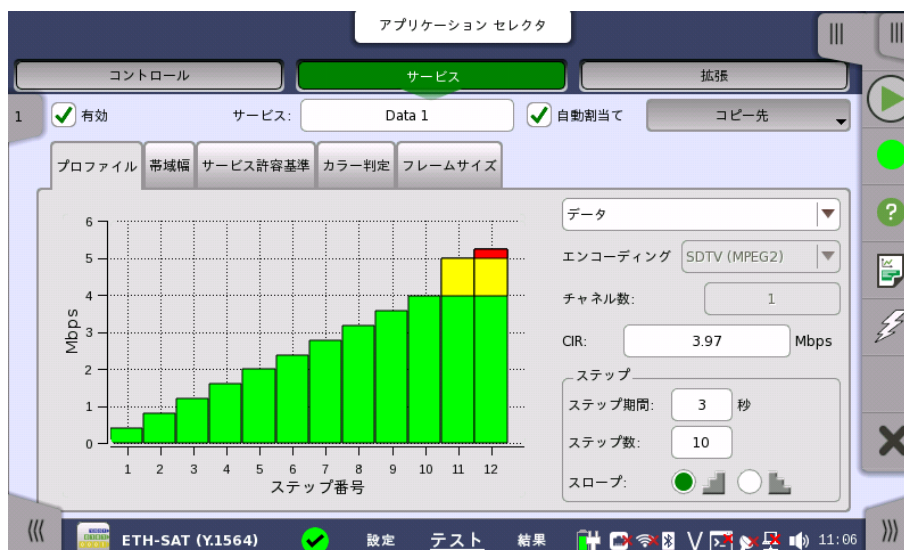 アプリケーション セレクタ
コントロール サービス 拡張
1 有効 サービス: Data 1 自動割当て コピー先
プロファイル 帯域幅 サービス許容基準 カラー判定 フレームサイズ
データ
エンコーディング SDTV (MPEG2)
チャネル数: 1
CIR: 3.97 Mbps
ステップ
ステップ期間: 3 秒
ステップ数: 10
スロープ:
6
5
4
3
2
1
0
Mbps
1 2 3 4 5 6 7 8 9 10 11 12
ステップ番号
ETH-SAT (Y.1564) 設定 テスト 結果 11:06